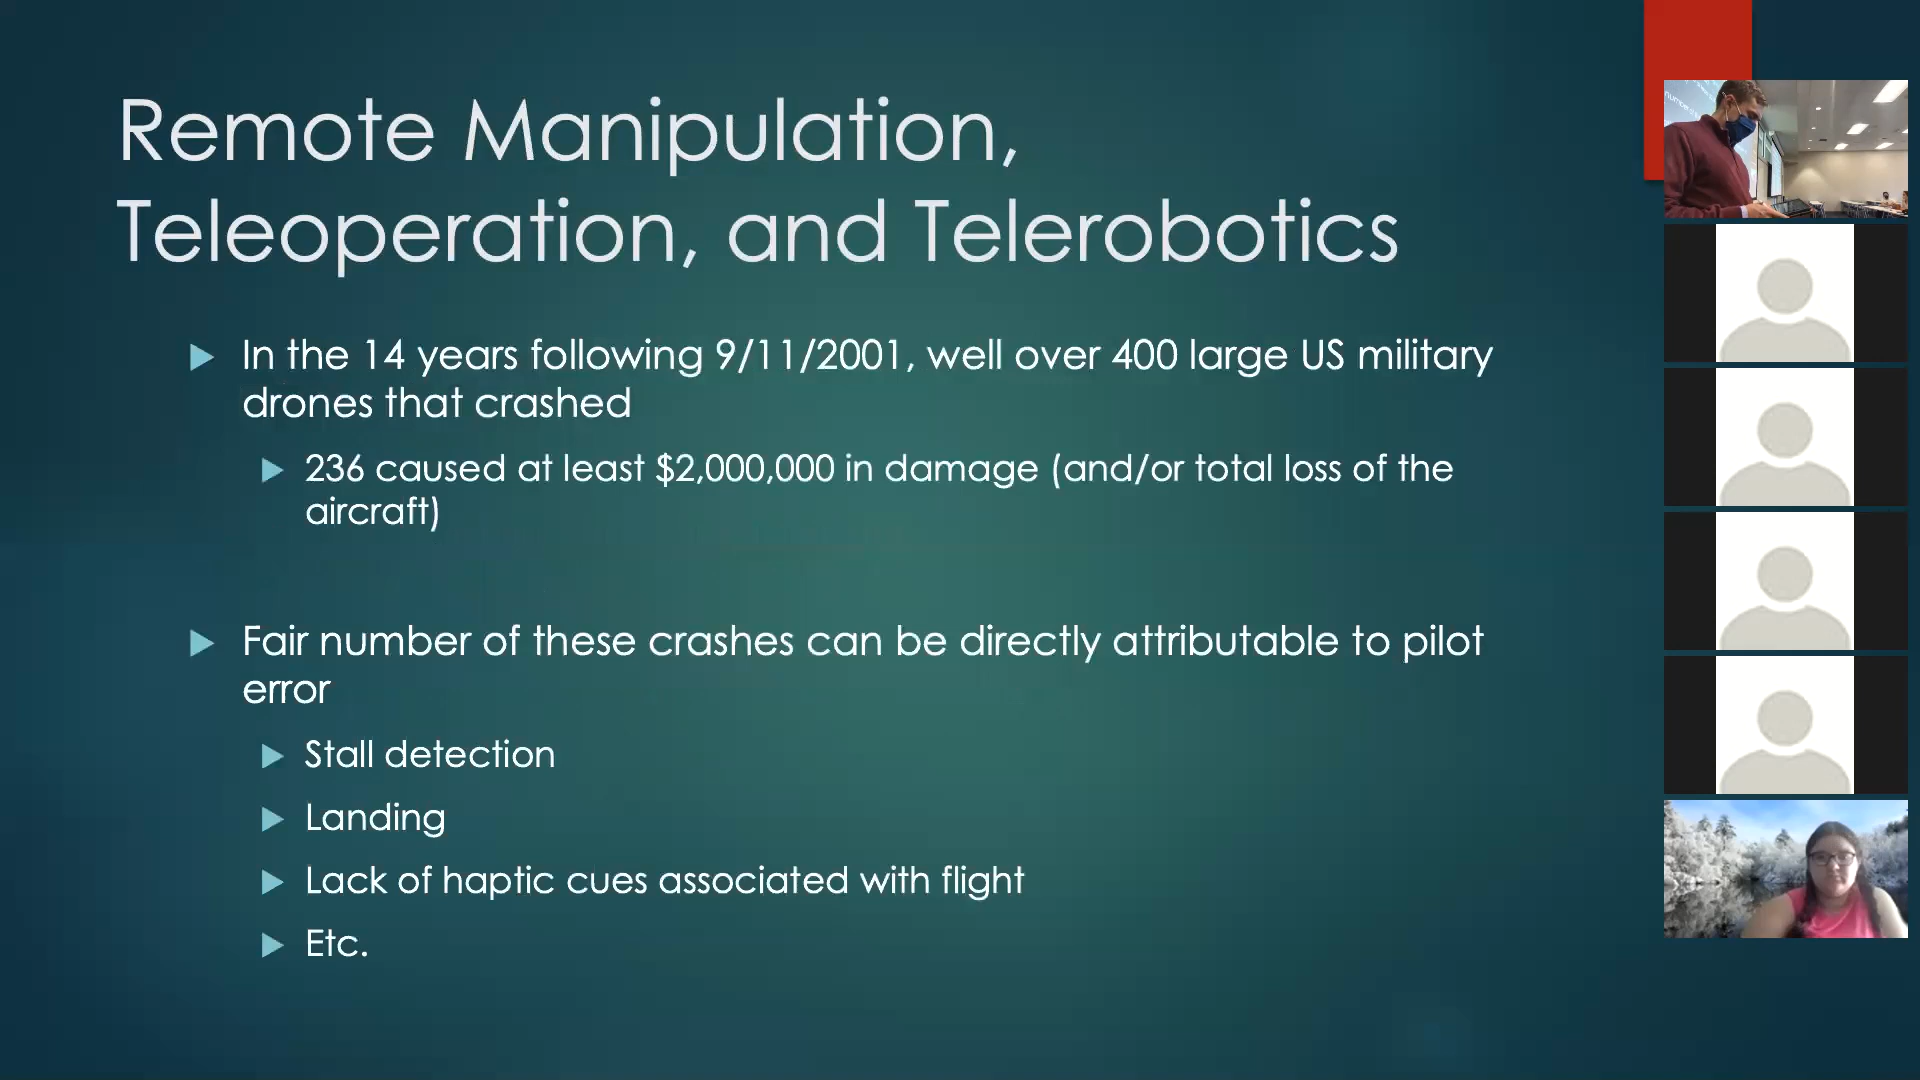 Remote Manipulation,
Teleoperation, and Telerobotics
In the 14 years following 9/11/2001, well over 400 large US military
drones that crashed
236 caused at least $2,000,000 in damage (and/or total loss of the
aircraft)
Fair number of these crashes can be directly attributable to pilot
error
Stall detection
Landing
Lack of haptic cues associated with flight
Etc.